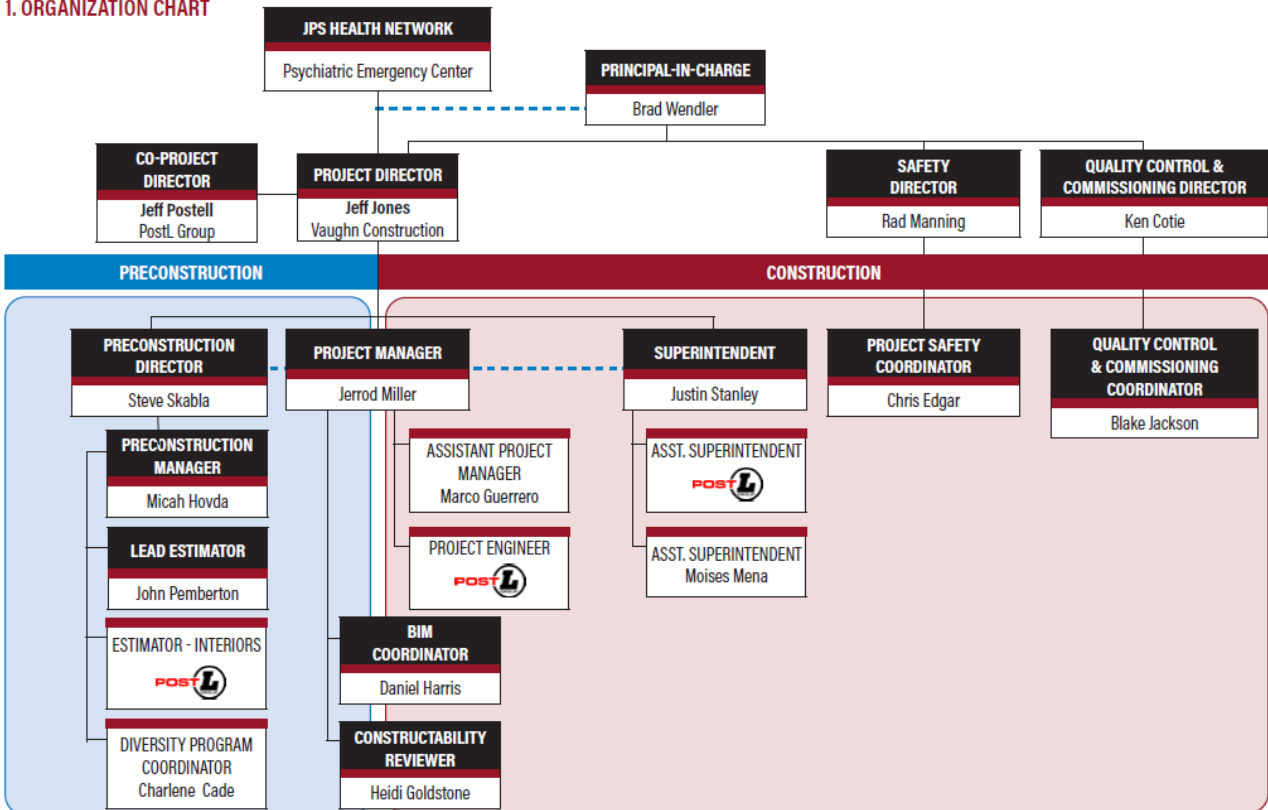 1. ORGANIZATION CHART
JPS HEALTH NETWORK
Psychiatric Emergency Center
PRINCIPAL-IN-CHARGE
Brad Wendler
CO-PROJECT
DIRECTOR
Jeff Postell
PostL Group
PROJECT DIRECTOR
Jeff Jones
Vaughn Construction
SAFETY
DIRECTOR
Rad Manning
QUALITY CONTROL &
COMMISSIONING DIRECTOR
Ken Cotie
PRECONSTRUCTION
CONSTRUCTION
PRECONSTRUCTION
DIRECTOR
Steve Skabla
PROJECT MANAGER
Jerrod Miller
SUPERINTENDENT
Justin Stanley
PROJECT SAFETY
COORDINATOR
Chris Edgar
QUALITY CONTROL
& COMMISSIONING
COORDINATOR
Blake Jackson
PRECONSTRUCTION
MANAGER
Micah Hovda
LEAD ESTIMATOR
John Pemberton
ESTIMATOR - INTERIORS
POST L
DIVERSITY PROGRAM
COORDINATOR
Charlene Cade
ASSISTANT PROJECT
MANAGER
Marco Guerrero
PROJECT ENGINEER
POST L
BIM
COORDINATOR
Daniel Harris
CONSTRUCTABILITY
REVIEWER
Heidi Goldstone
ASST. SUPERINTENDENT
POST L
ASST. SUPERINTENDENT
Moises Mena